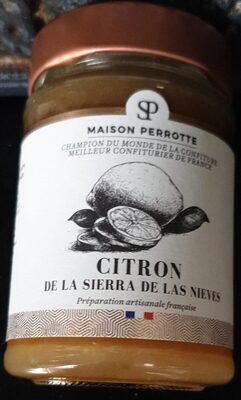 SP
MAISON PERROTTE
CHAMPION DU MONDE DE LA CONFITURE
MEILLEUR CONFITURIER DE FRANCE
CITRON
DE LA SIERRA DE LAS NIEVES
Préparation artisanale française